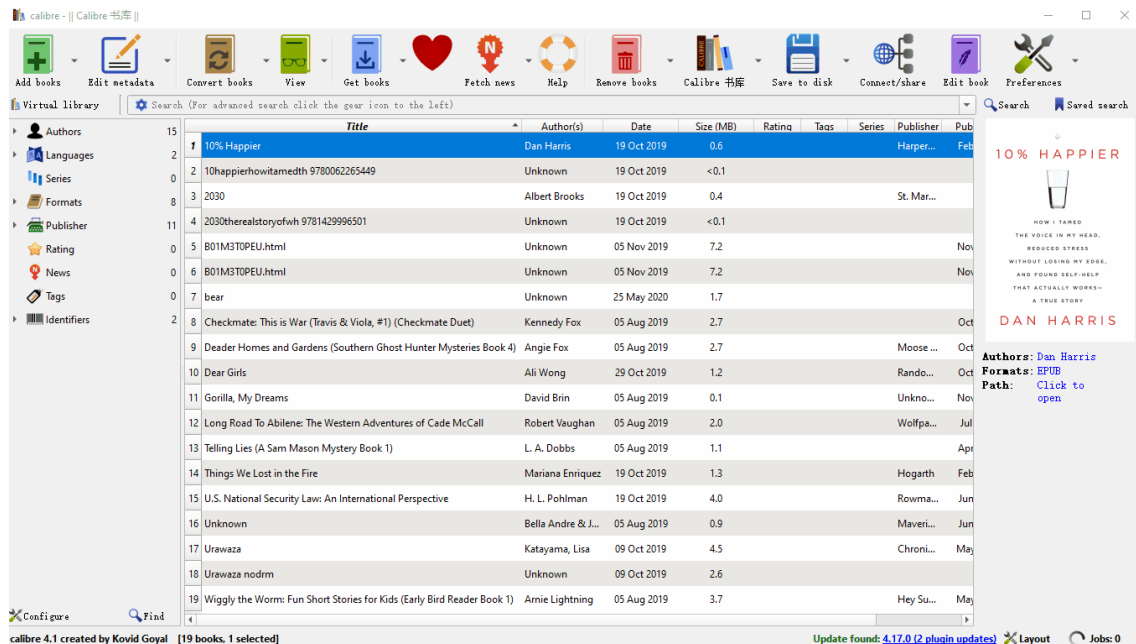 calibre - || Calibre 书库 ||
Add books Edit metadata Convert books View Get books Fetch news Help Remove books Calibre 书库 Save to disk Connect/share Edit book Preferences
Virtual library Search (For advanced search click the gear icon to the left) Search Saved search
Authors 15
Languages 2
Series 0
Formats 8
Publisher 11
Rating 0
News 0
Tags 0
Identifiers 2
Configure Find
Title Author(s) Date Size (MB) Rating Tags Series Publisher Pub
1 10% Happier Dan Harris 19 Oct 2019 0.6 Harper... Feb
2 10happierhowitamedth 9780062265449 Unknown 19 Oct 2019 <0.1
3 2030 Albert Brooks 19 Oct 2019 0.4 St. Mar...
4 2030therealstoryofwh 9781429996501 Unknown 19 Oct 2019 <0.1
5 B01M3T0PEU.html Unknown 05 Nov 2019 7.2 Nov
6 B01M3T0PEU.html Unknown 05 Nov 2019 7.2 Nov
7 bear Unknown 25 May 2020 1.7
8 Checkmate: This is War (Travis & Viola, #1) (Checkmate Duet) Kennedy Fox 05 Aug 2019 2.7 Oct
9 Deader Homes and Gardens (Southern Ghost Hunter Mysteries Book 4) Angie Fox 05 Aug 2019 2.7 Moose ... Oct
10 Dear Girls Ali Wong 29 Oct 2019 1.2 Rando... Oct
11 Gorilla, My Dreams David Brin 05 Aug 2019 0.1 Unkno... Nov
12 Long Road To Abilene: The Western Adventures of Cade McCall Robert Vaughan 05 Aug 2019 2.0 Wolfpa... Jul
13 Telling Lies (A Sam Mason Mystery Book 1) L. A. Dobbs 05 Aug 2019 1.1 Apr
14 Things We Lost in the Fire Mariana Enriquez 19 Oct 2019 1.3 Hogarth Feb
15 U.S. National Security Law: An International Perspective H. L. Pohlman 19 Oct 2019 4.0 Rowma... Jun
16 Unknown Bella Andre & J... 05 Aug 2019 0.9 Maveri... Jun
17 Urawaza Katayama, Lisa 09 Oct 2019 4.5 Chroni... May
18 Urawaza nodrm Unknown 09 Oct 2019 2.6
19 Wiggly the Worm: Fun Short Stories for Kids (Early Bird Reader Book 1) Arnie Lightning 05 Aug 2019 3.7 Hey Su... May
10% HAPPIER
HOW I TAMED
THE VOICE IN MY HEAD,
REDUCED STRESS
WITHOUT LOSING MY EDGE,
AND FOUND SELF-HELP
THAT ACTUALLY WORKS—
A TRUE STORY
DAN HARRIS
Authors: Dan Harris
Formats: EPUB
Path: Click to
open
calibre 4.1 created by Kovid Goyal [19 books, 1 selected] Update found: 4.17.0 (2 plugin updates) Layout Jobs: 0